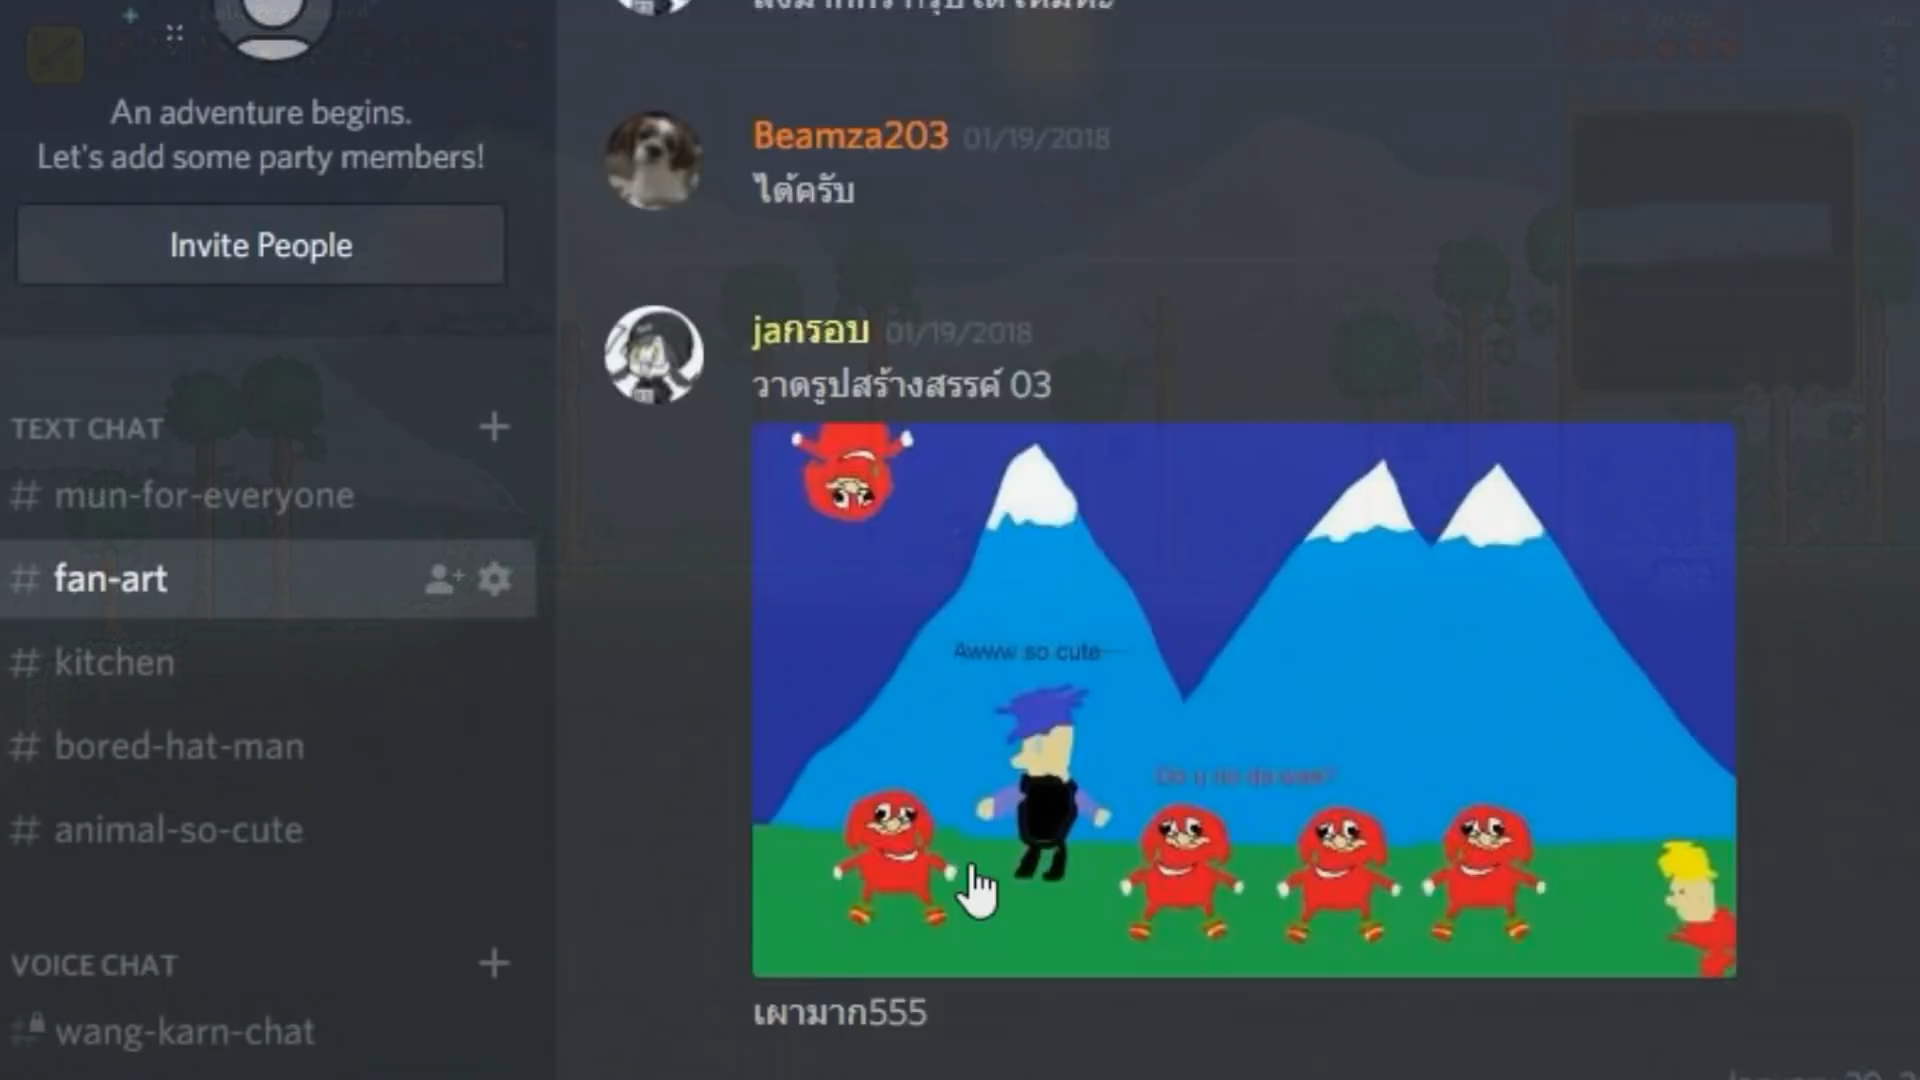 An adventure begins.
Let's add some party members!
Invite People
TEXT CHAT
# mun-for-everyone
# fan-art
# kitchen
# bored-hat-man
# animal-so-cute
VOICE CHAT
wang-karn-chat
Beamza203 01/19/2018
ได้ครับ
jaกรอบ 01/19/2018
วาดรูปสร้างสรรค์ 03
Awww so cute
เผามาก555